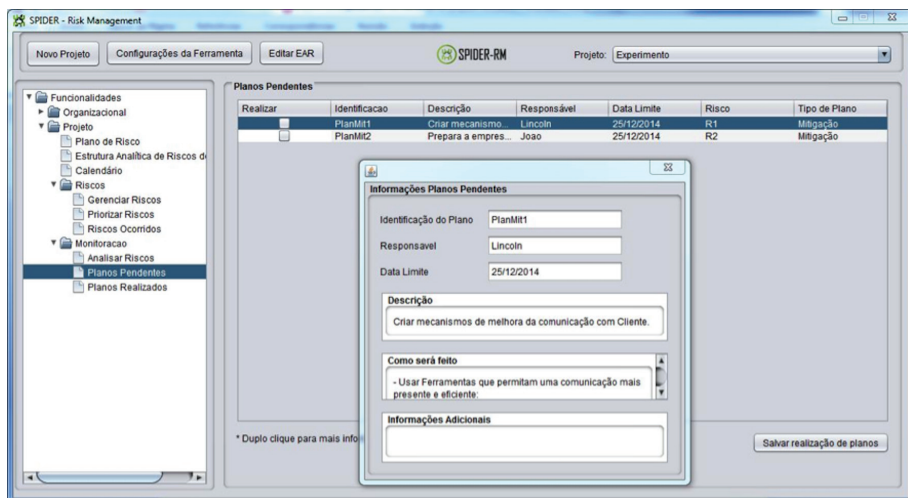 SPIDER - Risk Management
Novo Projeto
Configurações da Ferramenta
Editar EAR
SPIDER-RM
Projeto: Experimento
Funcionalidades
Organizacional
Projeto
Plano de Risco
Estrutura Analítica de Riscos d
Calendário
Riscos
Gerenciar Riscos
Priorizar Riscos
Riscos Ocorridos
Monitoracao
Analisar Riscos
Planos Pendentes
Planos Realizados
Planos Pendentes
Realizar Identificacao Descrição Responsável Data Limite Risco Tipo de Plano
PlanMit1 Criar mecanismo... Lincoln 25/12/2014 R1 Mitigação
PlanMit2 Prepara a empres... Joao 25/12/2014 R2 Mitigação
Informações Planos Pendentes
Identificação do Plano PlanMit1
Responsavel Lincoln
Data Limite 25/12/2014
Descrição
Criar mecanismos de melhora da comunicação com Cliente.
Como será feito
- Usar Ferramentas que permitam uma comunicação mais
presente e eficiente;
Informações Adicionais
* Duplo clique para mais info
Salvar realização de planos